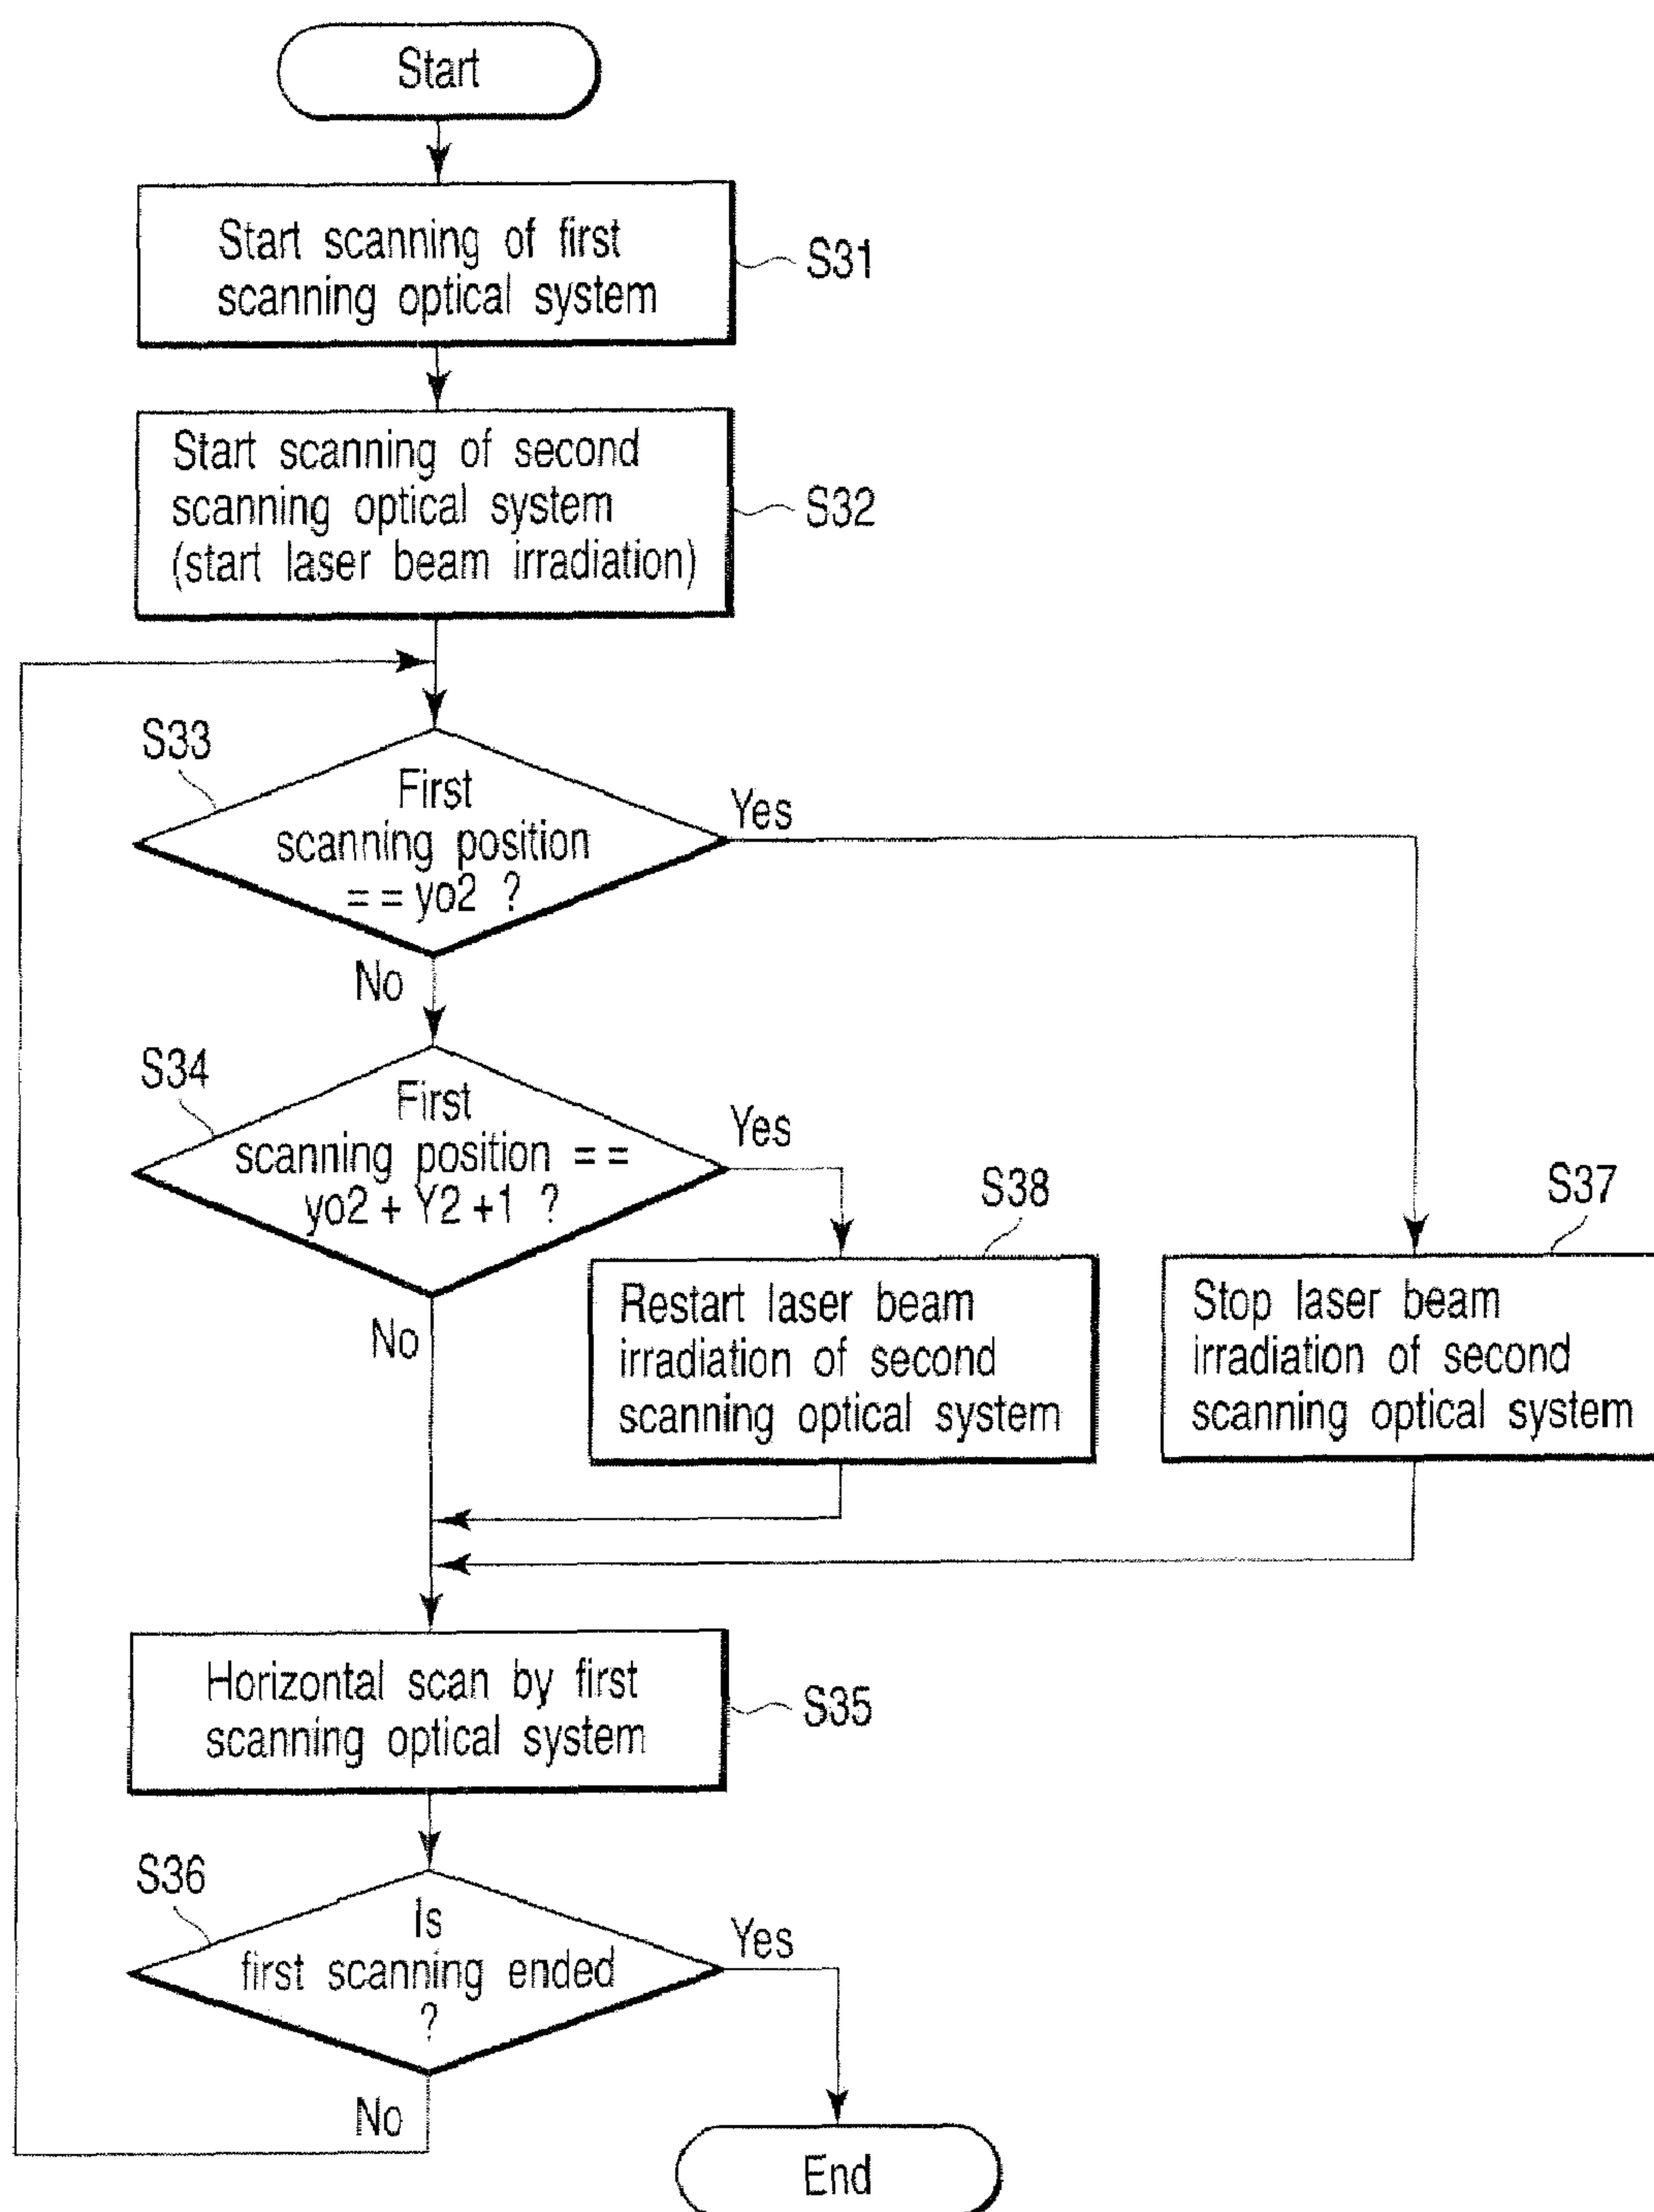 Start
Start scanning of first
scanning optical system
S31
Start scanning of second
scanning optical system
(start laser beam irradiation)
S32
S33
First
scanning position
== yo2 ?
Yes
No
S34
First
scanning position ==
yo2 + Y2 +1 ?
Yes
No
S38
Restart laser beam
irradiation of second
scanning optical system
S37
Stop laser beam
irradiation of second
scanning optical system
Horizontal scan by first
scanning optical system
S35
S36
Is
first scanning ended
?
Yes
No
End